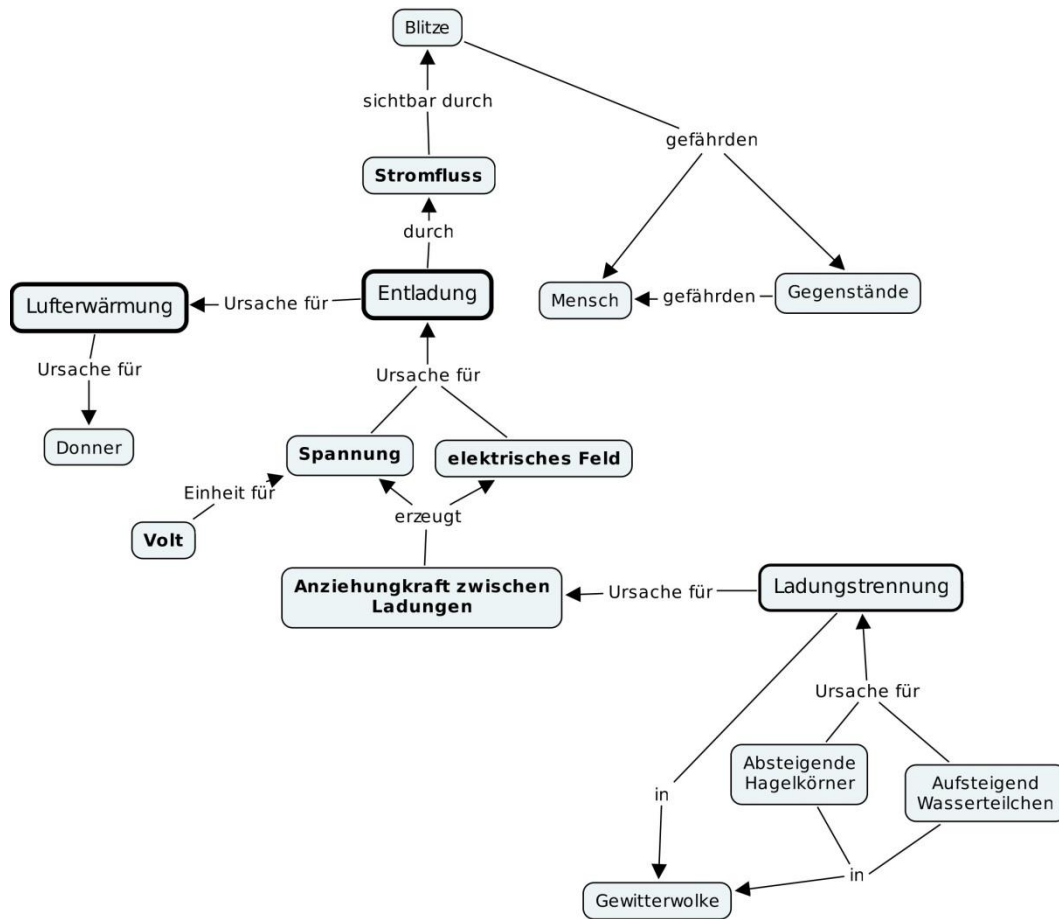 Blitze
sichtbar durch
gefährden
Stromfluss
durch
Lufterwärmung
Ursache für
Entladung
Mensch
gefährden
Gegenstände
Ursache für
Ursache für
Donner
Spannung
elektrisches Feld
Einheit für
erzeugt
Volt
Anziehungkraft zwischen
Ladungen
Ursache für
Ladungstrennung
Ursache für
Absteigende
Hagelkörner
Aufsteigend
Wasserteilchen
in
in
Gewitterwolke